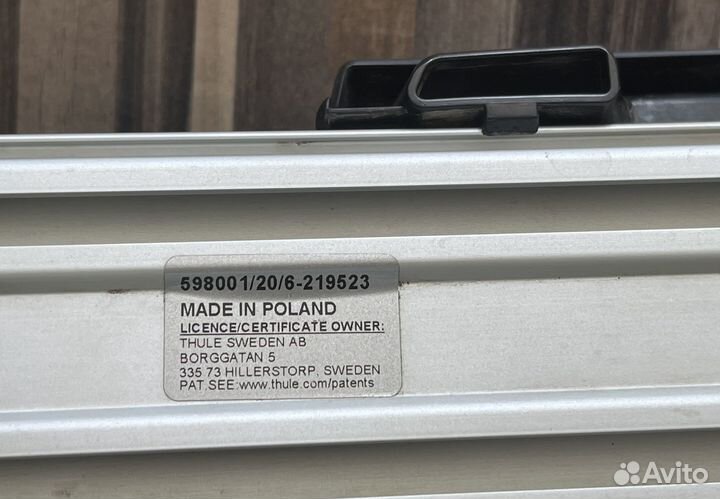 598001/20/6-219523
MADE IN POLAND
LICENCE/CERTIFICATE OWNER:
THULE SWEDEN AB
BORGGATAN 5
335 73 HILLERSTORP, SWEDEN
PAT.SEE:www.thule.com/patents
Avito